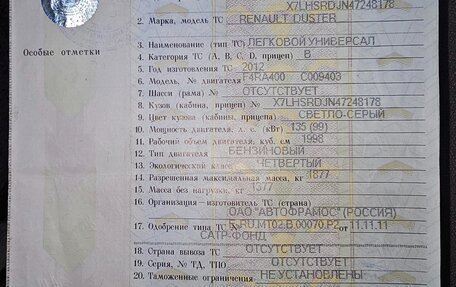 X7LHSRDJN47248178
2. Марка, модель ТС RENAULT DUSTER
Особые отметки
3. Наименование (тип ТС) ЛЕГКОВОЙ УНИВЕРСАЛ
4. Категория ТС (А, В, С, D, прицеп) B
5. Год изготовления ТС 2012
6. Модель, № двигателя F4RA400 C009403
7. Шасси (рама) № ОТСУТСТВУЕТ
8. Кузов (кабина, прицеп) № X7LHSRDJN47248178
9. Цвет кузова (кабины, прицепа) СВЕТЛО-СЕРЫЙ
10. Мощность двигателя, л. с. (кВт) 135 (99)
11. Рабочий объем двигателя, куб. см 1998
12. Тип двигателя БЕНЗИНОВЫЙ
13. Экологический класс ЧЕТВЕРТЫЙ
14. Разрешенная максимальная масса, кг 1877
15. Масса без нагрузки, кг 1377
16. Организация—изготовитель ТС (страна)
ОАО "АВТОФРАМОС" (РОССИЯ)
17. Одобрение типа ТС № RU.МТ02.В.00070.Р2 от 11.11.11
САТР-ФОНД
18. Страна вывоза ТС ОТСУТСТВУЕТ
19. Серия, № ТД, ТПО ОТСУТСТВУЕТ
20. Таможенные ограничения НЕ УСТАНОВЛЕНЫ